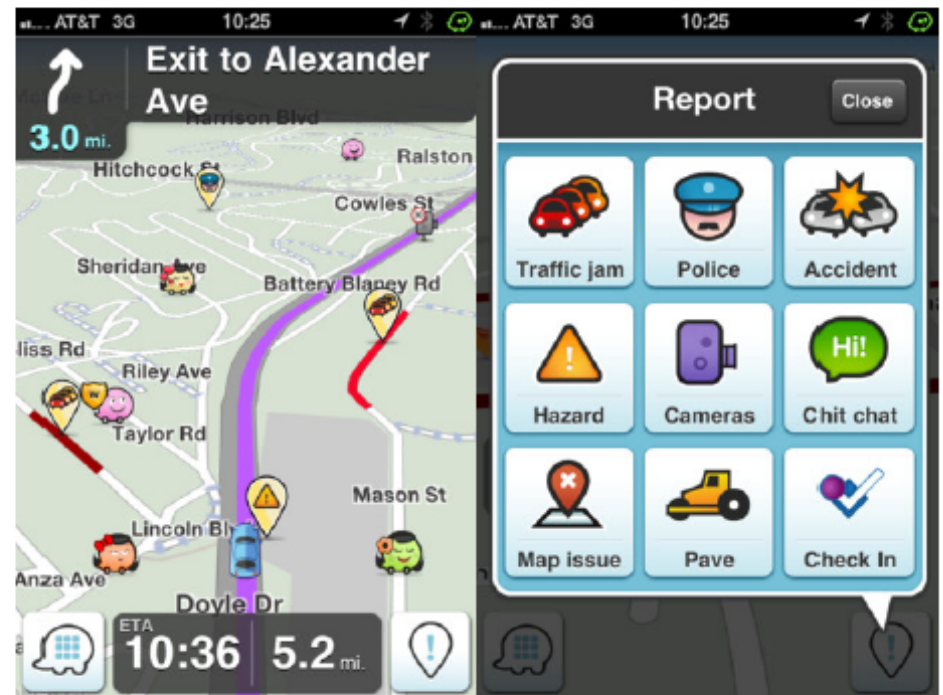 AT&T 3G 10:25
Exit to Alexander
Ave
3.0 mi.
Harrison Blvd
Hitchcock St
Ralston
Cowles St
Sheridan Ave
Battery Blaney Rd
liss Rd
Riley Ave
Taylor Rd
Mason St
Lincoln Bl
Anza Ave
Doyle Dr
ETA
10:36 5.2 mi.
AT&T 3G 10:25
Report Close
Traffic jam Police Accident
Hi!
Hazard Cameras Chit chat
Map issue Pave Check In